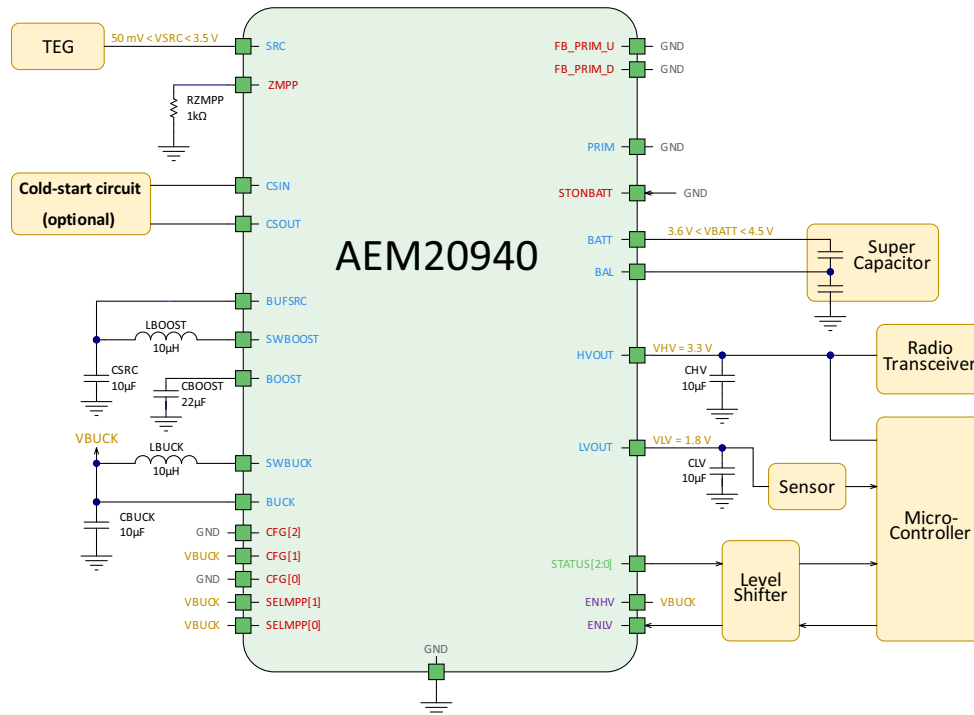 TEG
50 mV < VSRC < 3.5 V
SRC
ZMPP
RZMPP
1kΩ
Cold-start circuit
(optional)
CSIN
CSOUT
BUFSRC
LBOOST
10µH
SWBOOST
CSRC
10µF
BOOST
CBOOST
22µF
VBUCK
LBUCK
10µH
SWBUCK
BUCK
CBUCK
10µF
GND
CFG[2]
VBUCK
CFG[1]
GND
CFG[0]
VBUCK
SELMPP[1]
VBUCK
SELMPP[0]
AEM20940
GND
FB_PRIM_U
GND
FB_PRIM_D
GND
PRIM
GND
STONBATT
GND
BATT
3.6 V < VBATT < 4.5 V
BAL
Super
Capacitor
HVOUT
VHV = 3.3 V
CHV
10µF
Radio
Transceiver
LVOUT
VLV = 1.8 V
CLV
10µF
Sensor
Micro-
Controller
STATUS[2:0]
Level
Shifter
ENHV
VBUCK
ENLV